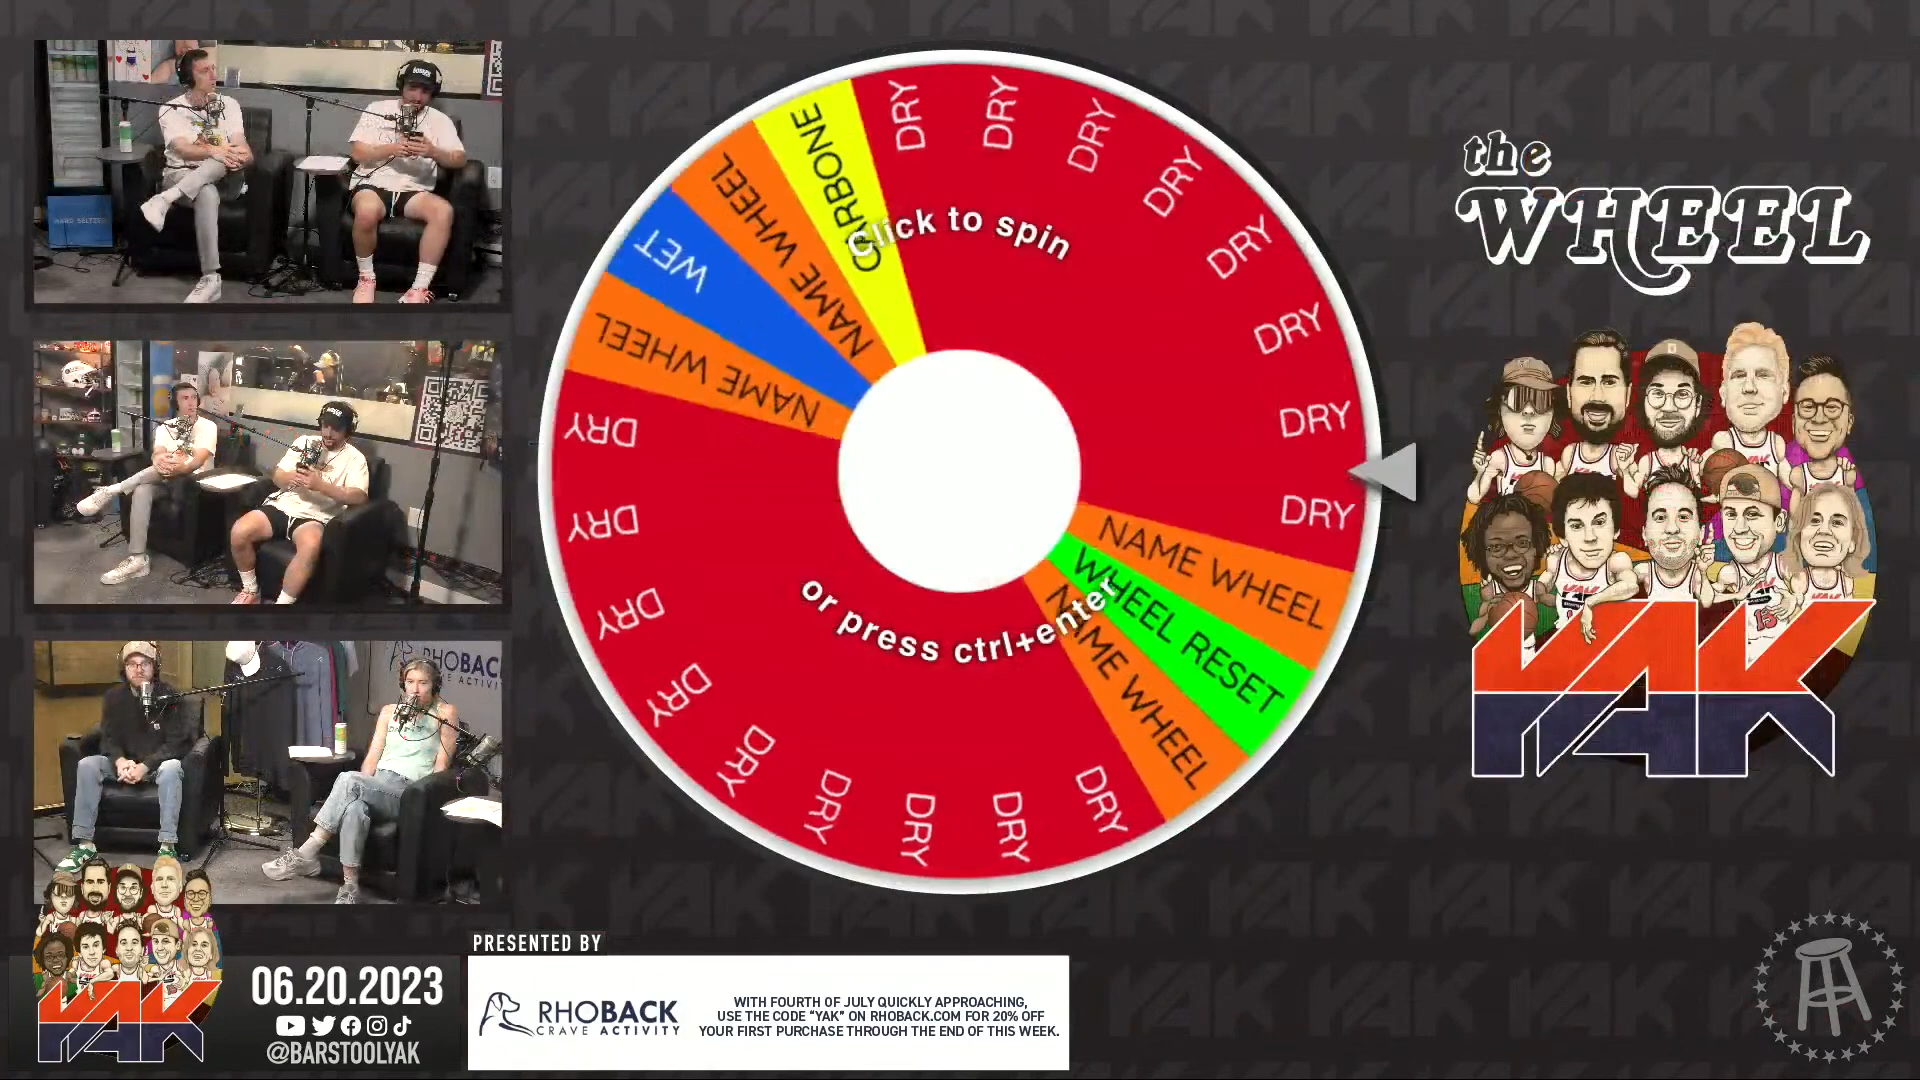 the
WHEEL
YAK
Click to spin
or press ctrl+enter
CARBONE
DRY
DRY
DRY
DRY
DRY
DRY
DRY
DRY
NAME WHEEL
WHEEL RESET
NAME WHEEL
DRY
DRY
DRY
DRY
DRY
DRY
DRY
DRY
DRY
NAME WHEEL
WET
NAME WHEEL
HARD SELTZER
RHOBACK
PRESENTED BY
YAK
06.20.2023
@BARSTOOLYAK
RHOBACK
CRAVE ACTIVITY
WITH FOURTH OF JULY QUICKLY APPROACHING,
USE THE CODE “YAK” ON RHOBACK.COM FOR 20% OFF
YOUR FIRST PURCHASE THROUGH THE END OF THIS WEEK.